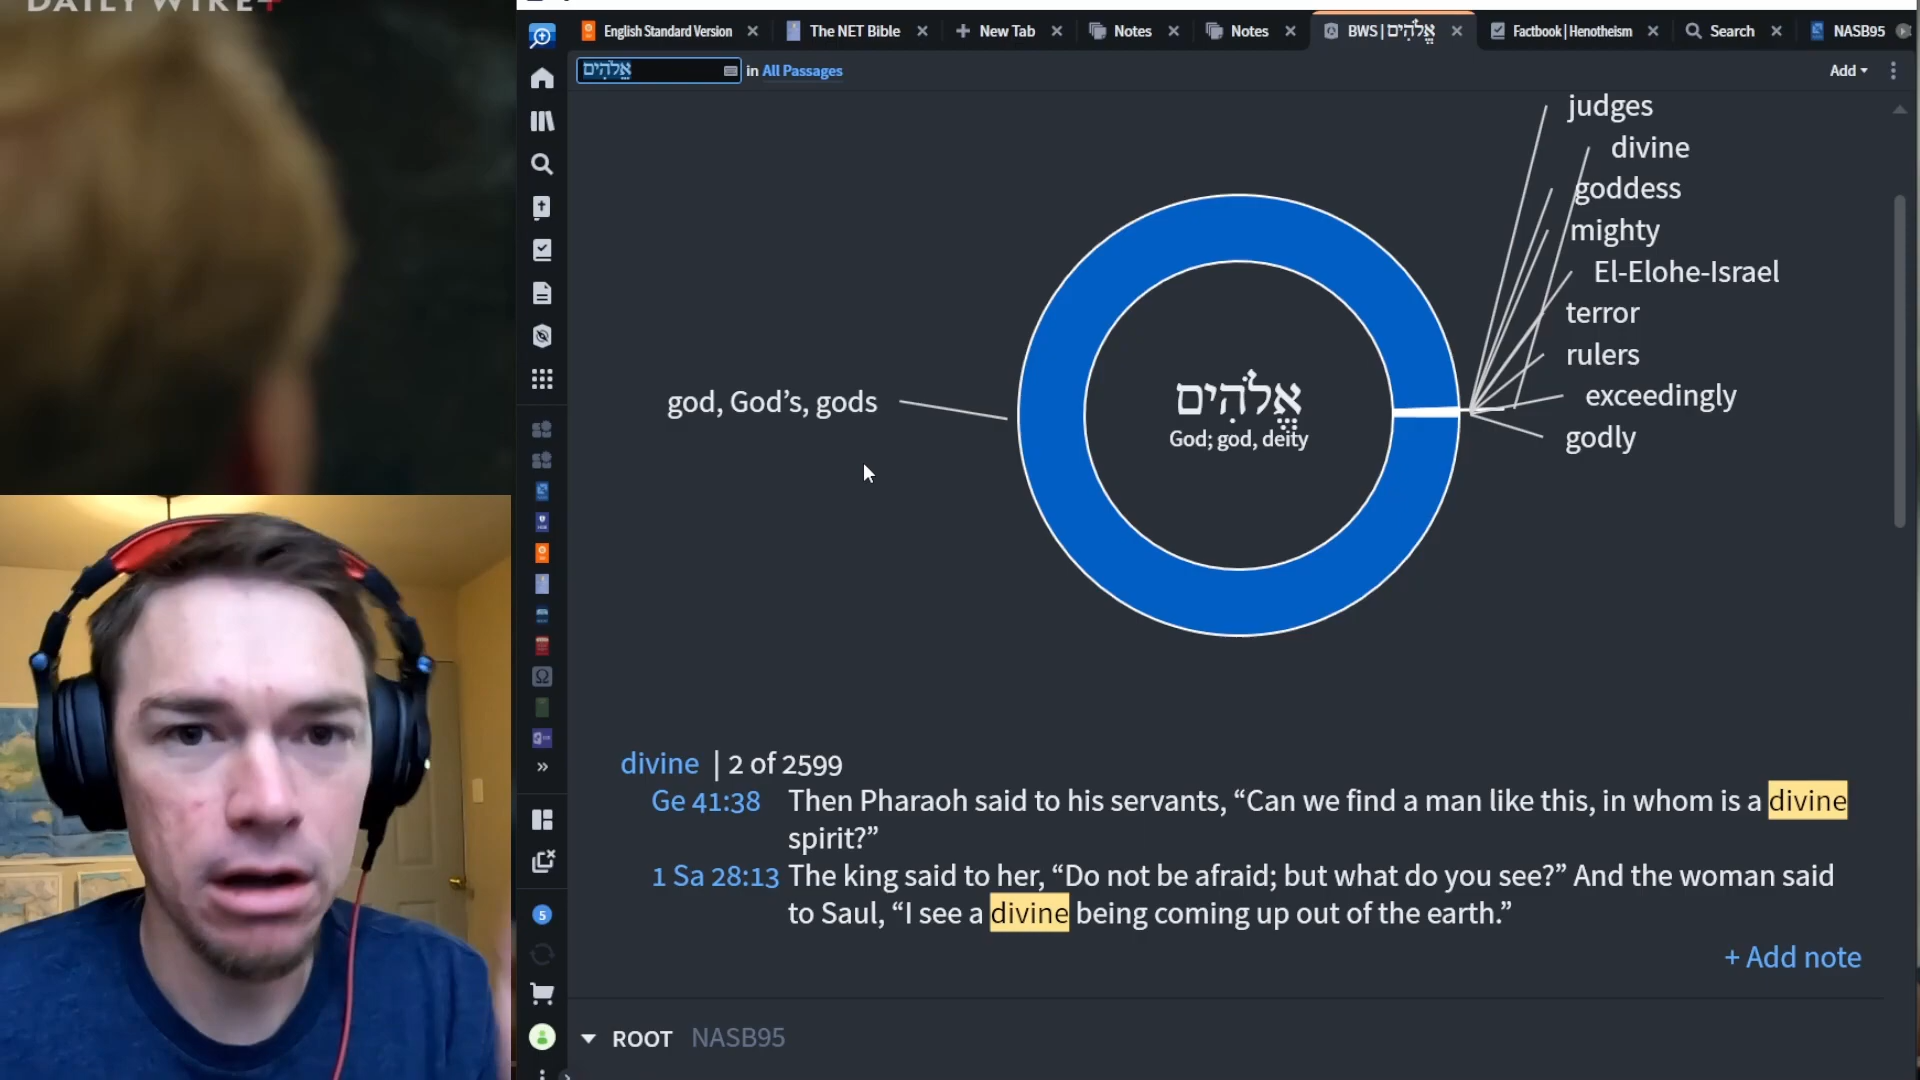 DAILY WIRE+
English Standard Version
The NET Bible
New Tab
Notes
Notes
BWS | אֱלֹהִים
Factbook | Henotheism
Search
NASB95
אֱלֹהִים in All Passages
Add
judges
divine
goddess
mighty
El-Elohe-Israel
terror
rulers
exceedingly
godly
god, God’s, gods
אֱלֹהִים
God; god, deity
divine | 2 of 2599
Ge 41:38 Then Pharaoh said to his servants, “Can we find a man like this, in whom is a divine
spirit?”
1 Sa 28:13 The king said to her, “Do not be afraid; but what do you see?” And the woman said
to Saul, “I see a divine being coming up out of the earth.”
+ Add note
5
ROOT NASB95